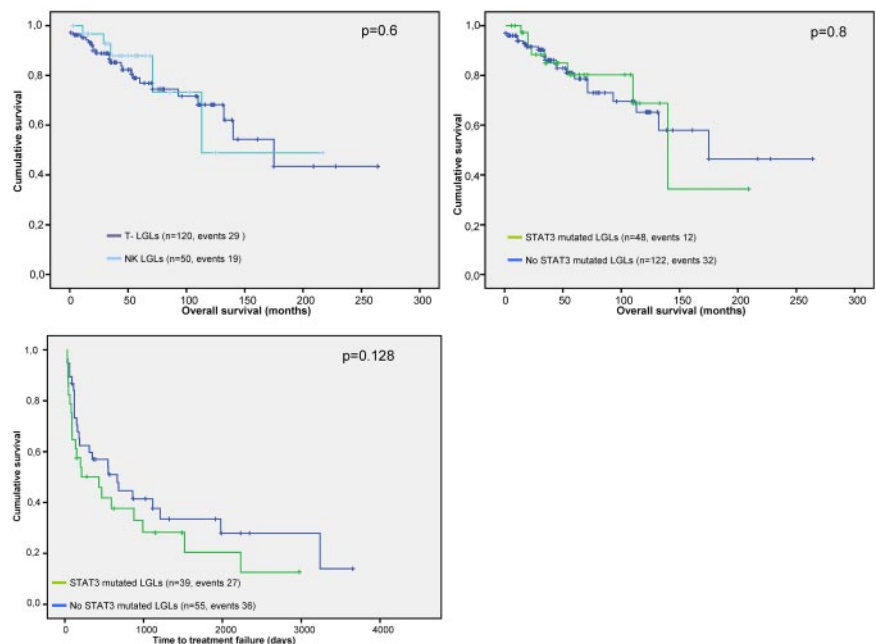 p=0.6
1,0
0,8
0,6
0,4
0,2
0,0
Cumulative survival
T- LGLs (n=120, events 29 )
NK LGLs (n=50, events 19)
0 50 100 150 200 250 300
Overall survival (months)
p=0.8
1,0
0,8
0,6
0,4
0,2
0,0
Cumulative survival
STAT3 mutated LGLs (n=48, events 12)
No STAT3 mutated LGLs (n=122, events 32)
0 50 100 150 200 250 300
Overall survival (months)
p=0.128
1,0
0,8
0,6
0,4
0,2
0,0
Cumulative survival
STAT3 mutated LGLs (n=39, events 27)
No STAT3 mutated LGLs (n=55, events 36)
0 1000 2000 3000 4000
Time to treatment failure (days)